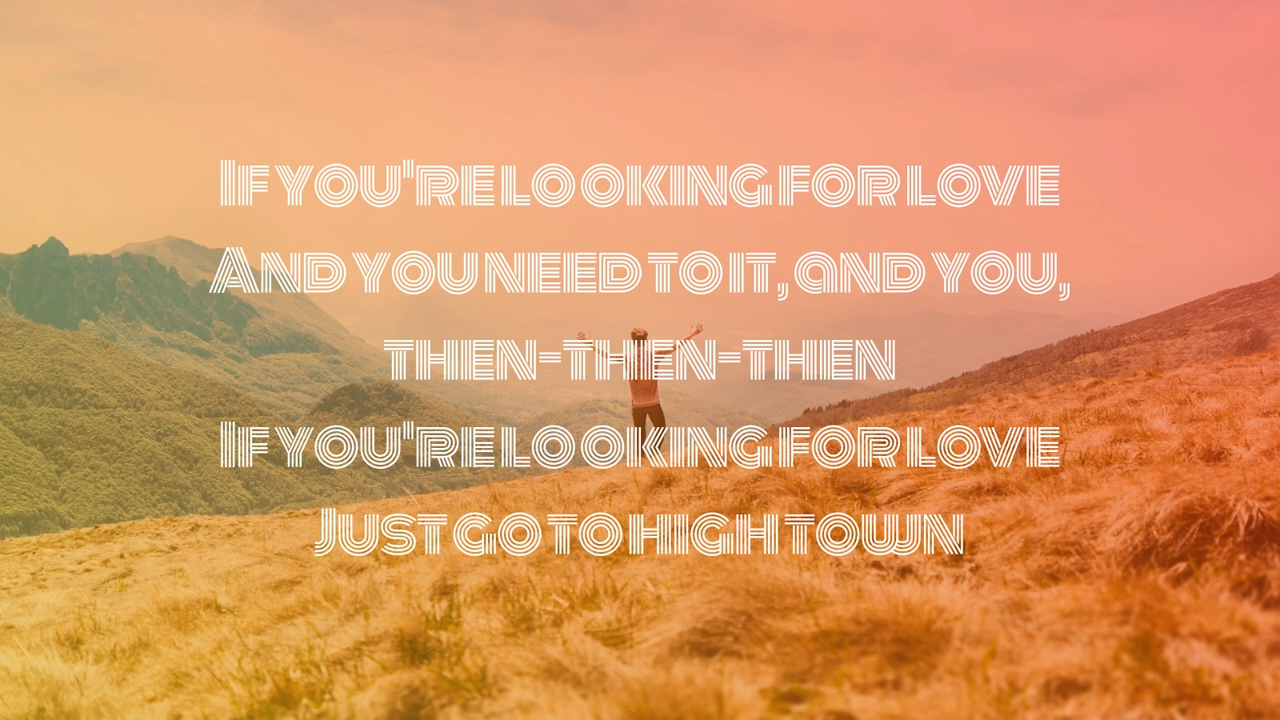 If you're looking for love
And you need to it, and you,
then-then-then
If you're looking for love
Just go to high town